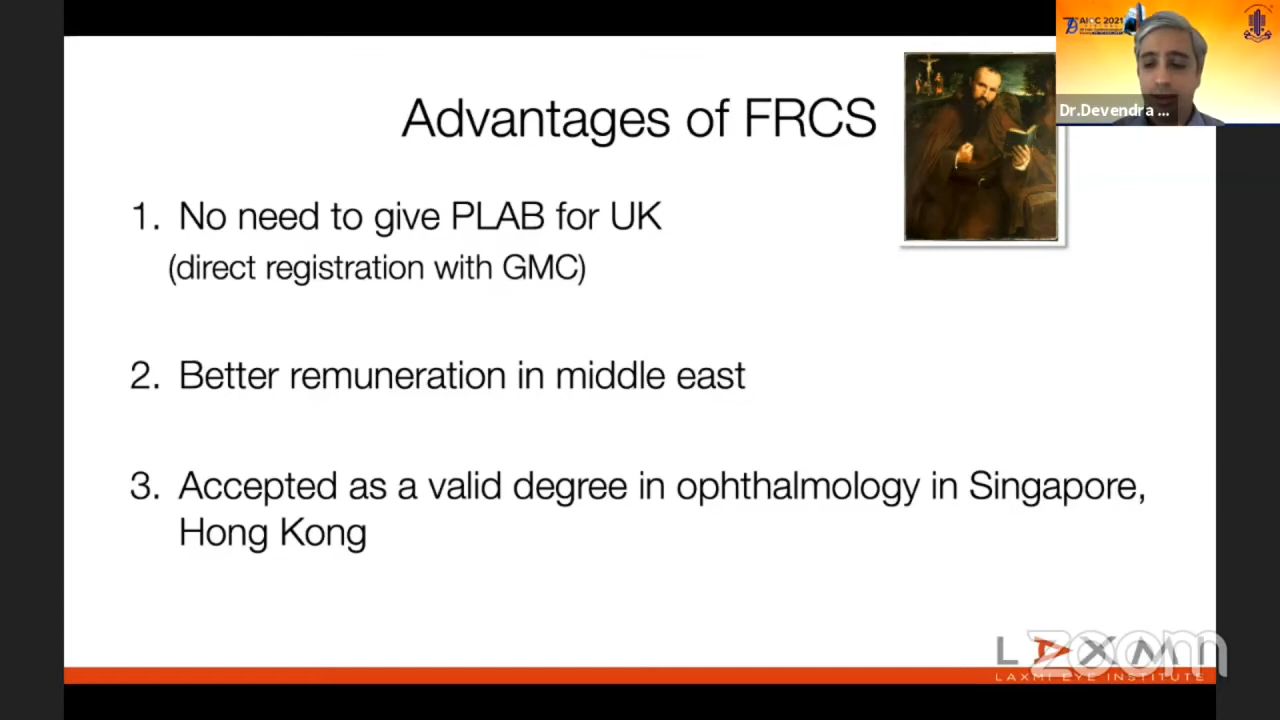 Advantages of FRCS
1. No need to give PLAB for UK
(direct registration with GMC)
2. Better remuneration in middle east
3. Accepted as a valid degree in ophthalmology in Singapore,
Hong Kong
AIOC 2021
Dr.Devendra ...
zoom
LAXMI
LAXMI EYE INSTITUTE